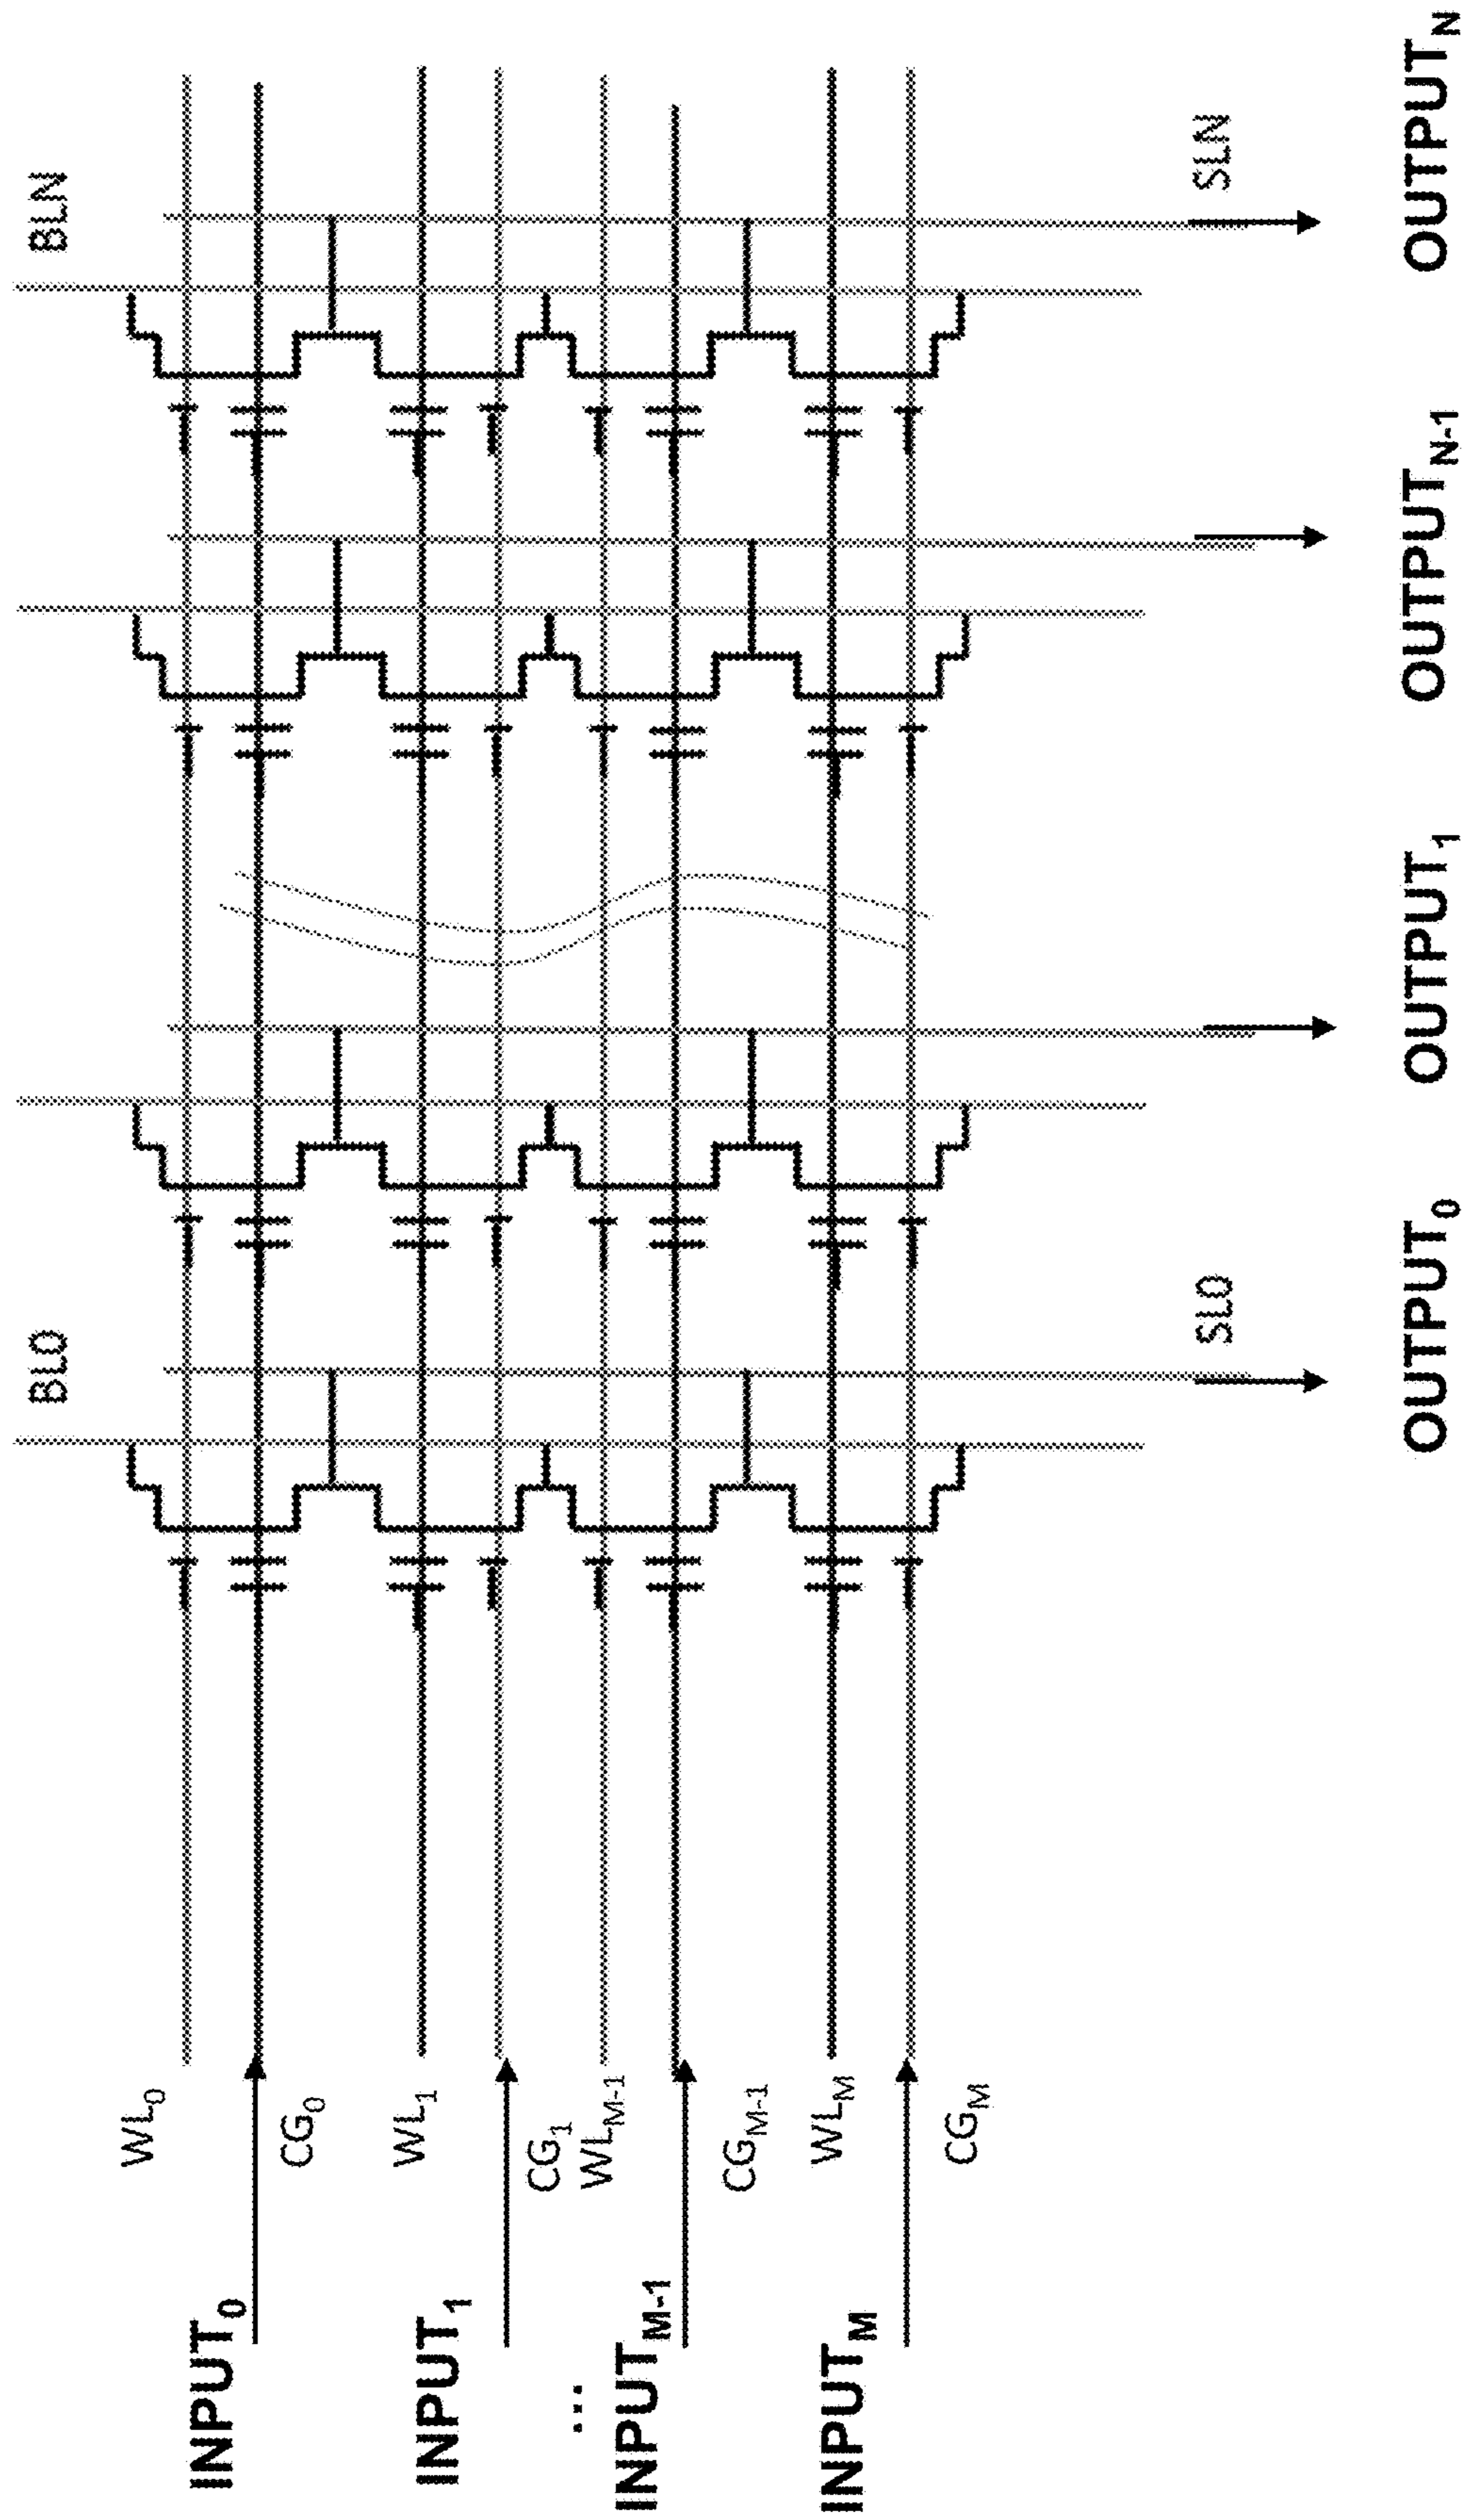 BL0
BLN
WL0
INPUT0
CG0
WL1
INPUT1
CG1
...
WLM-1
INPUTM-1
CGM-1
WLM
INPUTM
CGM
SL0
SLN
OUTPUT0
OUTPUT1
OUTPUTN-1
OUTPUTN